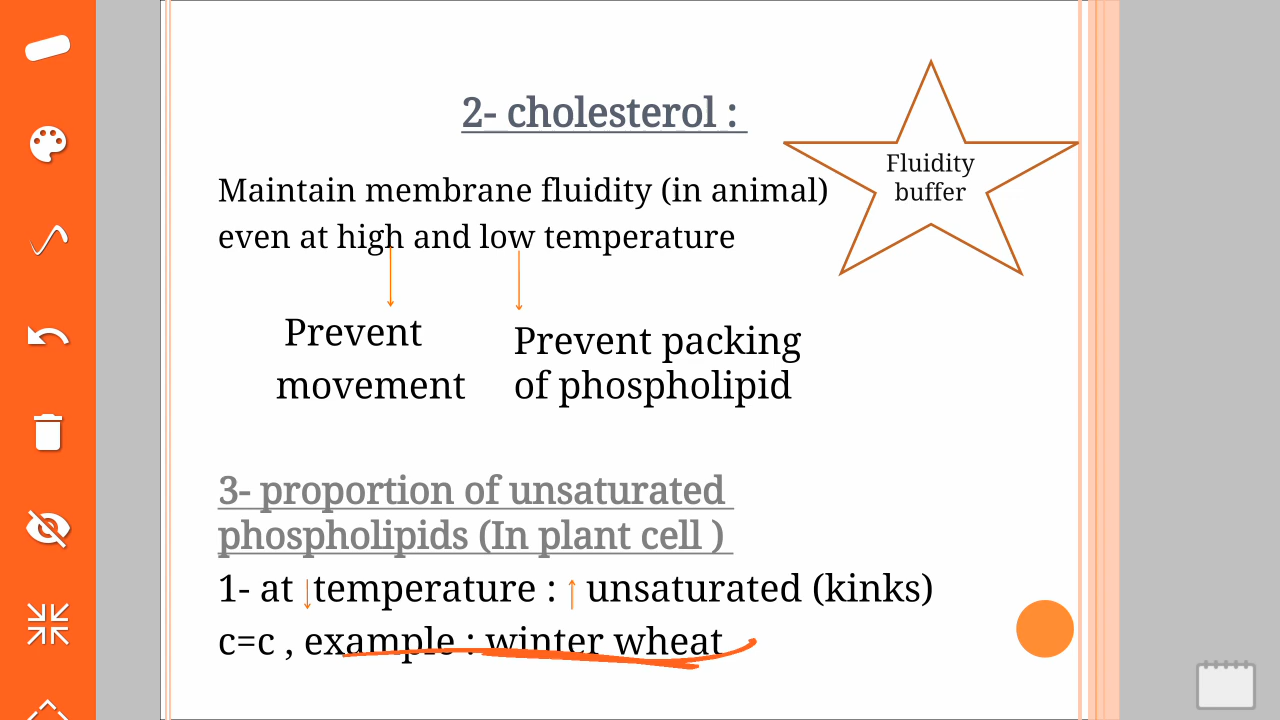 2- cholesterol :
Fluidity
buffer
Maintain membrane fluidity (in animal)
even at high and low temperature
Prevent
movement
Prevent packing
of phospholipid
3- proportion of unsaturated
phospholipids (In plant cell )
1- at ↓temperature : ↑ unsaturated (kinks)
c=c , example : winter wheat